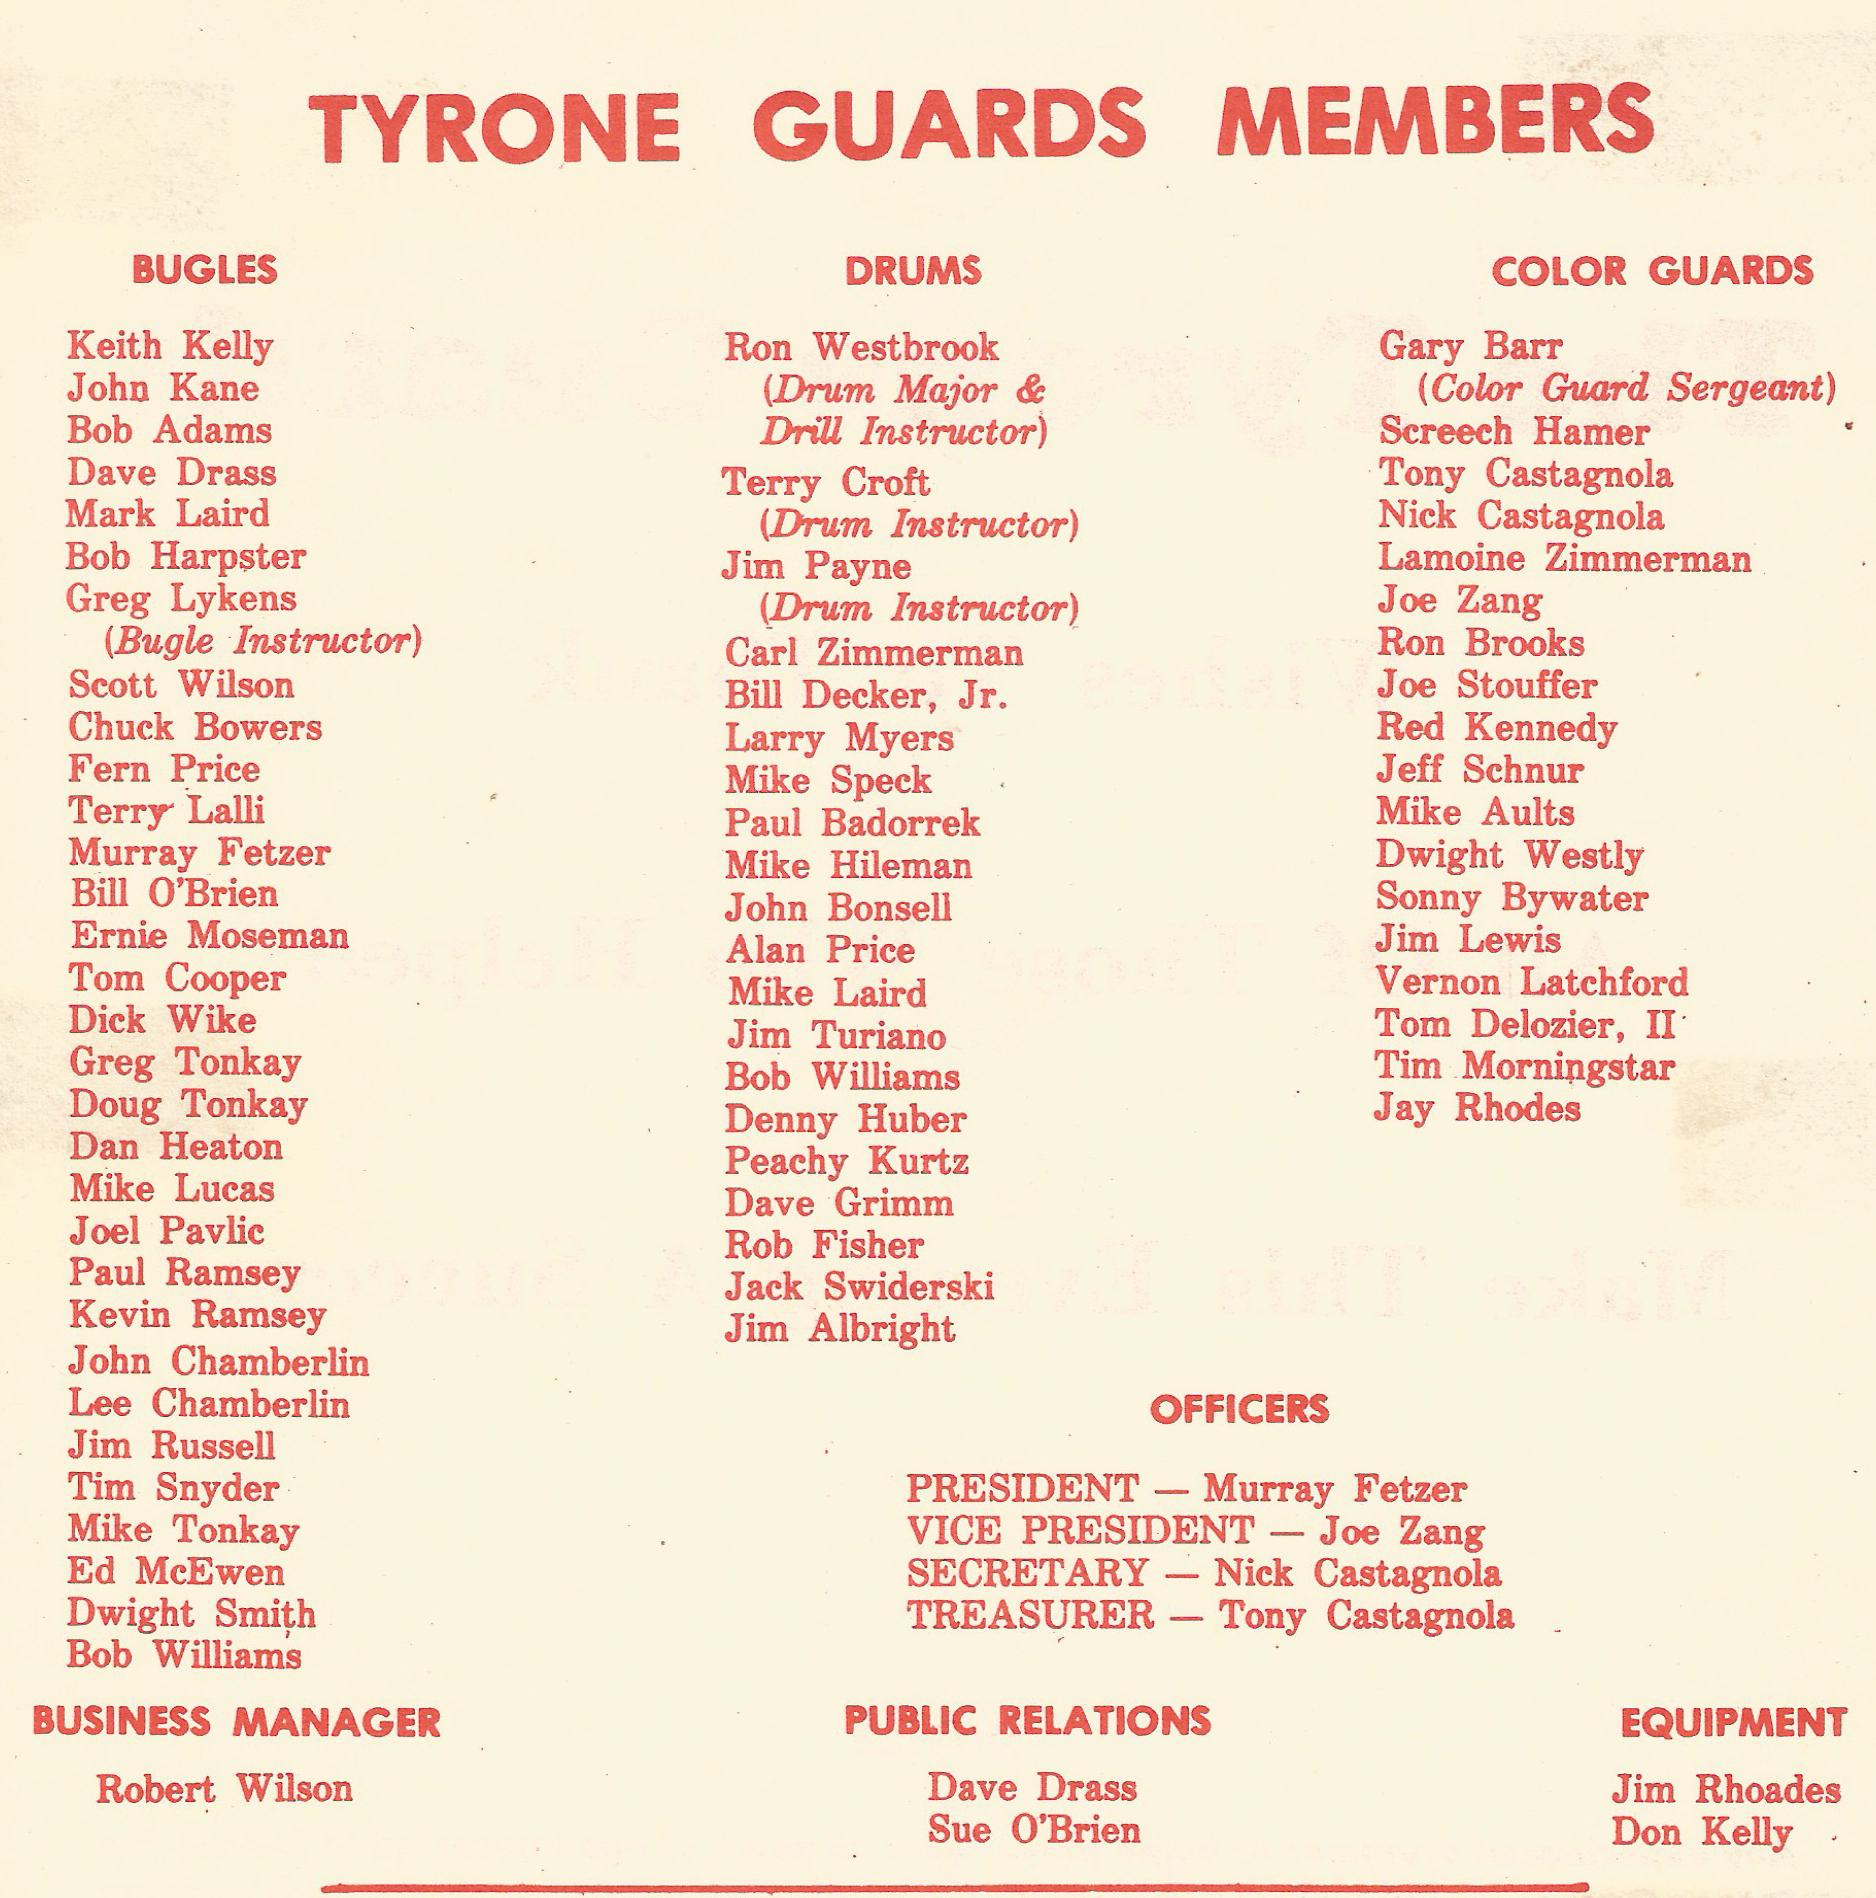 TYRONE GUARDS MEMBERS
BUGLES
Keith Kelly
John Kane
Bob Adams
Dave Drass
Mark Laird
Bob Harpster
Greg Lykens
(Bugle Instructor)
Scott Wilson
Chuck Bowers
Fern Price
Terry Lalli
Murray Fetzer
Bill O'Brien
Ernie Moseman
Tom Cooper
Dick Wike
Greg Tonkay
Doug Tonkay
Dan Heaton
Mike Lucas
Joel Pavlic
Paul Ramsey
Kevin Ramsey
John Chamberlin
Lee Chamberlin
Jim Russell
Tim Snyder
Mike Tonkay
Ed McEwen
Dwight Smith
Bob Williams
DRUMS
Ron Westbrook
(Drum Major &
Drill Instructor)
Terry Croft
(Drum Instructor)
Jim Payne
(Drum Instructor)
Carl Zimmerman
Bill Decker, Jr.
Larry Myers
Mike Speck
Paul Badorrek
Mike Hileman
John Bonsell
Alan Price
Mike Laird
Jim Turiano
Bob Williams
Denny Huber
Peachy Kurtz
Dave Grimm
Rob Fisher
Jack Swiderski
Jim Albright
COLOR GUARDS
Gary Barr
(Color Guard Sergeant)
Screech Hamer
Tony Castagnola
Nick Castagnola
Lamoine Zimmerman
Joe Zang
Ron Brooks
Joe Stouffer
Red Kennedy
Jeff Schnur
Mike Aults
Dwight Westly
Sonny Bywater
Jim Lewis
Vernon Latchford
Tom Delozier, II
Tim Morningstar
Jay Rhodes
OFFICERS
PRESIDENT — Murray Fetzer
VICE PRESIDENT — Joe Zang
SECRETARY — Nick Castagnola
TREASURER — Tony Castagnola
BUSINESS MANAGER
Robert Wilson
PUBLIC RELATIONS
Dave Drass
Sue O'Brien
EQUIPMENT
Jim Rhoades
Don Kelly